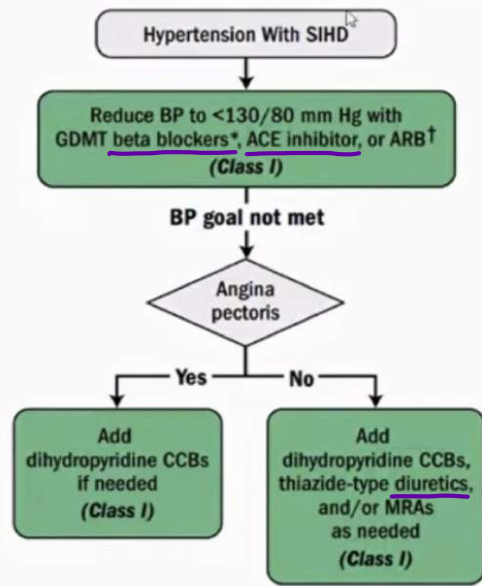 Hypertension With SIHD
Reduce BP to <130/80 mm Hg with
GDMT beta blockers*, ACE inhibitor, or ARB†
(Class I)
BP goal not met
Angina
pectoris
Yes
No
Add
dihydropyridine CCBs
if needed
(Class I)
Add
dihydropyridine CCBs,
thiazide-type diuretics,
and/or MRAs
as needed
(Class I)